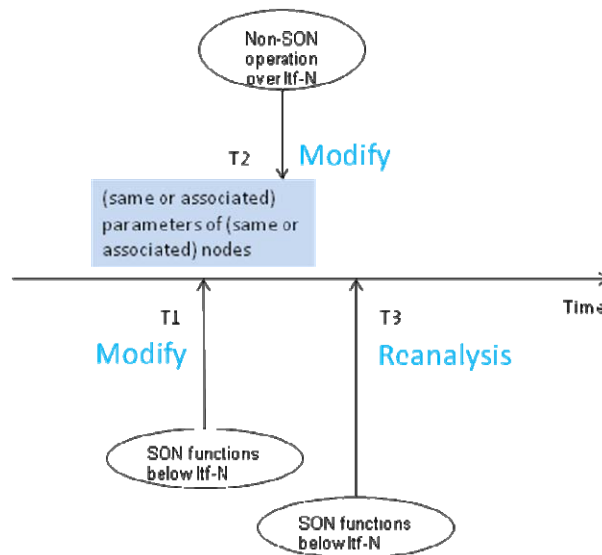 Non-SON
operation
over Itf-N
T2 Modify
(same or associated)
parameters of (same or
associated) nodes
Time
T1
Modify
T3
Reanalysis
SON functions
below Itf-N
SON functions
below Itf-N